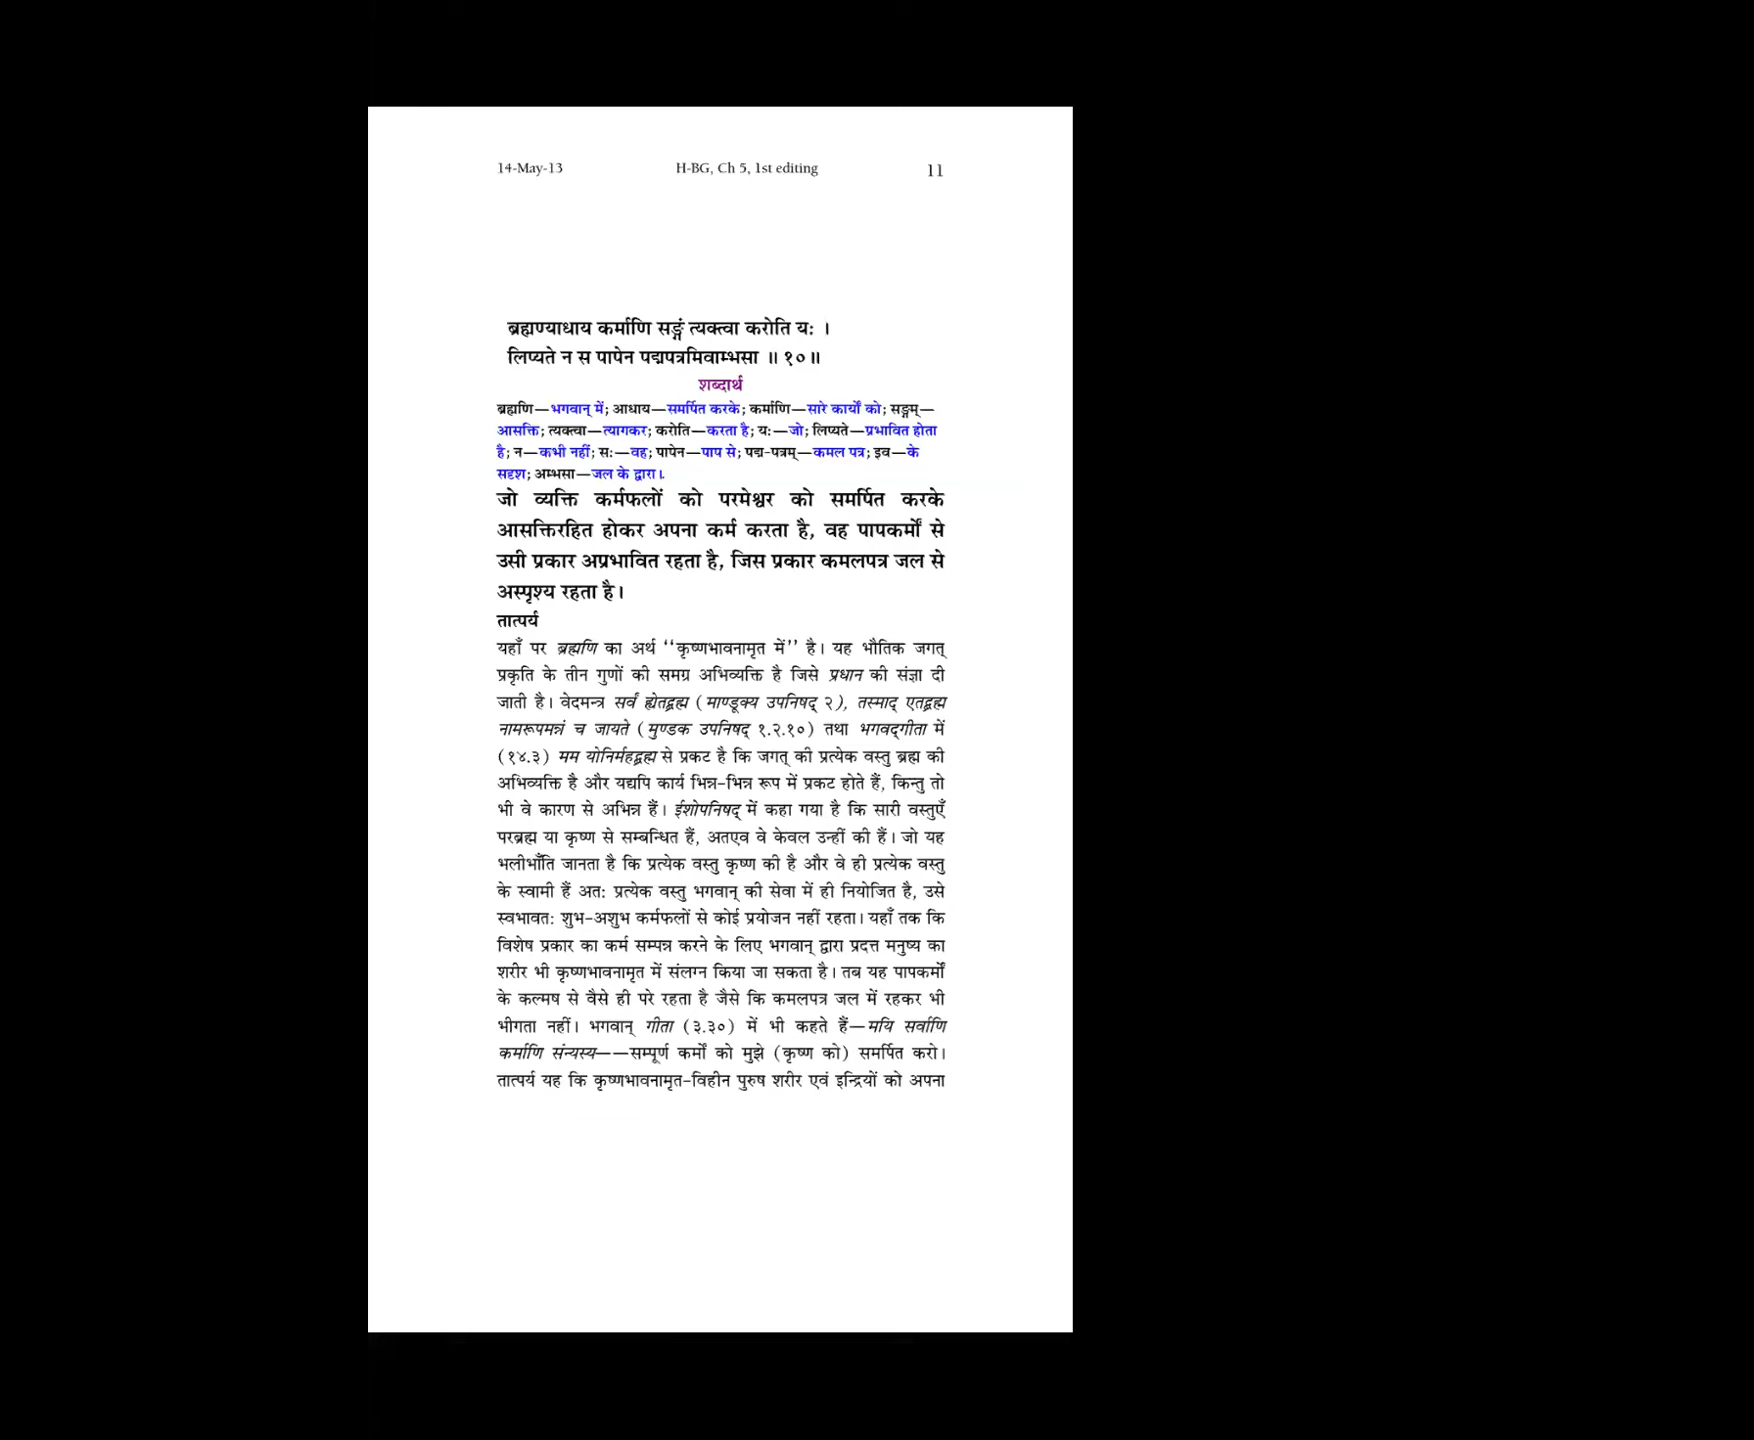 14-May-13 H-BG, Ch 5, 1st editing 11
ब्रह्मण्याधाय कर्माणि सङ्गं त्यक्त्वा करोति यः ।
लिप्यते न स पापेन पद्मपत्रमिवाम्भसा ॥ १० ॥
शब्दार्थ
ब्रह्मणि—भगवान् में; आधाय—समर्पित करके; कर्माणि—सारे कार्यों को; सङ्गम्—
आसक्ति; त्यक्त्वा—त्यागकर; करोति—करता है; यः—जो; लिप्यते—प्रभावित होता
है; न—कभी नहीं; सः—वह; पापेन—पाप से; पद्म-पत्रम्—कमल पत्र; इव—के
सदृश; अम्भसा—जल के द्वारा।
जो व्यक्ति कर्मफलों को परमेश्वर को समर्पित करके
आसक्तिरहित होकर अपना कर्म करता है, वह पापकर्मों से
उसी प्रकार अप्रभावित रहता है, जिस प्रकार कमलपत्र जल से
अस्पृश्य रहता है।
तात्पर्य
यहाँ पर ब्रह्मणि का अर्थ ‘‘कृष्णभावनामृत में’’ है। यह भौतिक जगत्
प्रकृति के तीन गुणों की समग्र अभिव्यक्ति है जिसे प्रधान की संज्ञा दी
जाती है। वेदमन्त्र सर्वं ह्येतद्ब्रह्म (माण्डूक्य उपनिषद् २), तस्माद् एतद्ब्रह्म
नामरूपमन्नं च जायते (मुण्डक उपनिषद् १.२.१०) तथा भगवद्‌गीता में
(१४.३) मम योनिर्महद्ब्रह्म से प्रकट है कि जगत् की प्रत्येक वस्तु ब्रह्म की
अभिव्यक्ति है और यद्यपि कार्य भिन्न-भिन्न रूप में प्रकट होते हैं, किन्तु तो
भी वे कारण से अभिन्न हैं। ईशोपनिषद् में कहा गया है कि सारी वस्तुएँ
परब्रह्म या कृष्ण से सम्बन्धित हैं, अतएव वे केवल उन्हीं की हैं। जो यह
भलीभाँति जानता है कि प्रत्येक वस्तु कृष्ण की है और वे ही प्रत्येक वस्तु
के स्वामी हैं अतः प्रत्येक वस्तु भगवान् की सेवा में ही नियोजित है, उसे
स्वभावतः शुभ-अशुभ कर्मफलों से कोई प्रयोजन नहीं रहता। यहाँ तक कि
विशेष प्रकार का कर्म सम्पन्न करने के लिए भगवान् द्वारा प्रदत्त मनुष्य का
शरीर भी कृष्णभावनामृत में संलग्न किया जा सकता है। तब यह पापकर्मों
के कल्मष से वैसे ही परे रहता है जैसे कि कमलपत्र जल में रहकर भी
भीगता नहीं। भगवान् गीता (३.३०) में भी कहते हैं—मयि सर्वाणि
कर्माणि संन्यस्य——सम्पूर्ण कर्मों को मुझे (कृष्ण को) समर्पित करो।
तात्पर्य यह कि कृष्णभावनामृत-विहीन पुरुष शरीर एवं इन्द्रियों को अपना